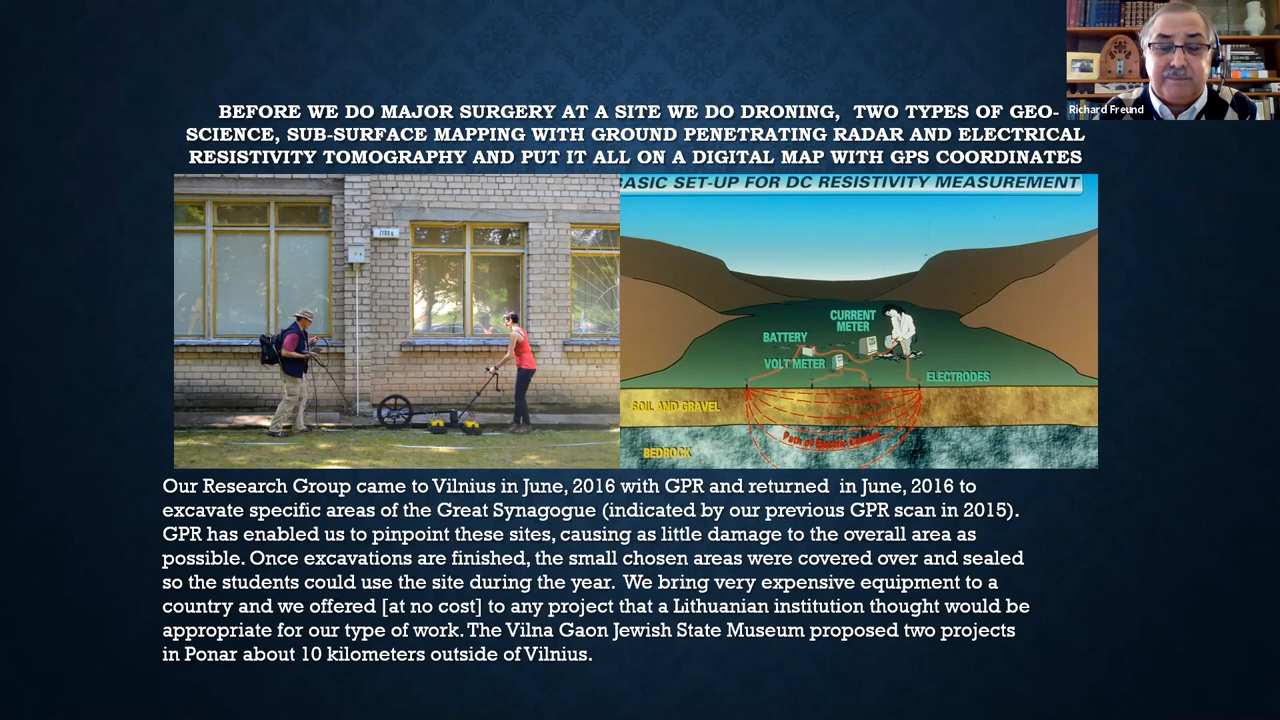 Richard Freund
BEFORE WE DO MAJOR SURGERY AT A SITE WE DO DRONING, TWO TYPES OF GEO-
SCIENCE, SUB-SURFACE MAPPING WITH GROUND PENETRATING RADAR AND ELECTRICAL
RESISTIVITY TOMOGRAPHY AND PUT IT ALL ON A DIGITAL MAP WITH GPS COORDINATES
BASIC SET-UP FOR DC RESISTIVITY MEASUREMENT
CURRENT
METER
BATTERY
VOLT METER
ELECTRODES
SOIL AND GRAVEL
Path of Electric Current
BEDROCK
Our Research Group came to Vilnius in June, 2016 with GPR and returned in June, 2016 to
excavate specific areas of the Great Synagogue (indicated by our previous GPR scan in 2015).
GPR has enabled us to pinpoint these sites, causing as little damage to the overall area as
possible. Once excavations are finished, the small chosen areas were covered over and sealed
so the students could use the site during the year. We bring very expensive equipment to a
country and we offered [at no cost] to any project that a Lithuanian institution thought would be
appropriate for our type of work. The Vilna Gaon Jewish State Museum proposed two projects
in Ponar about 10 kilometers outside of Vilnius.